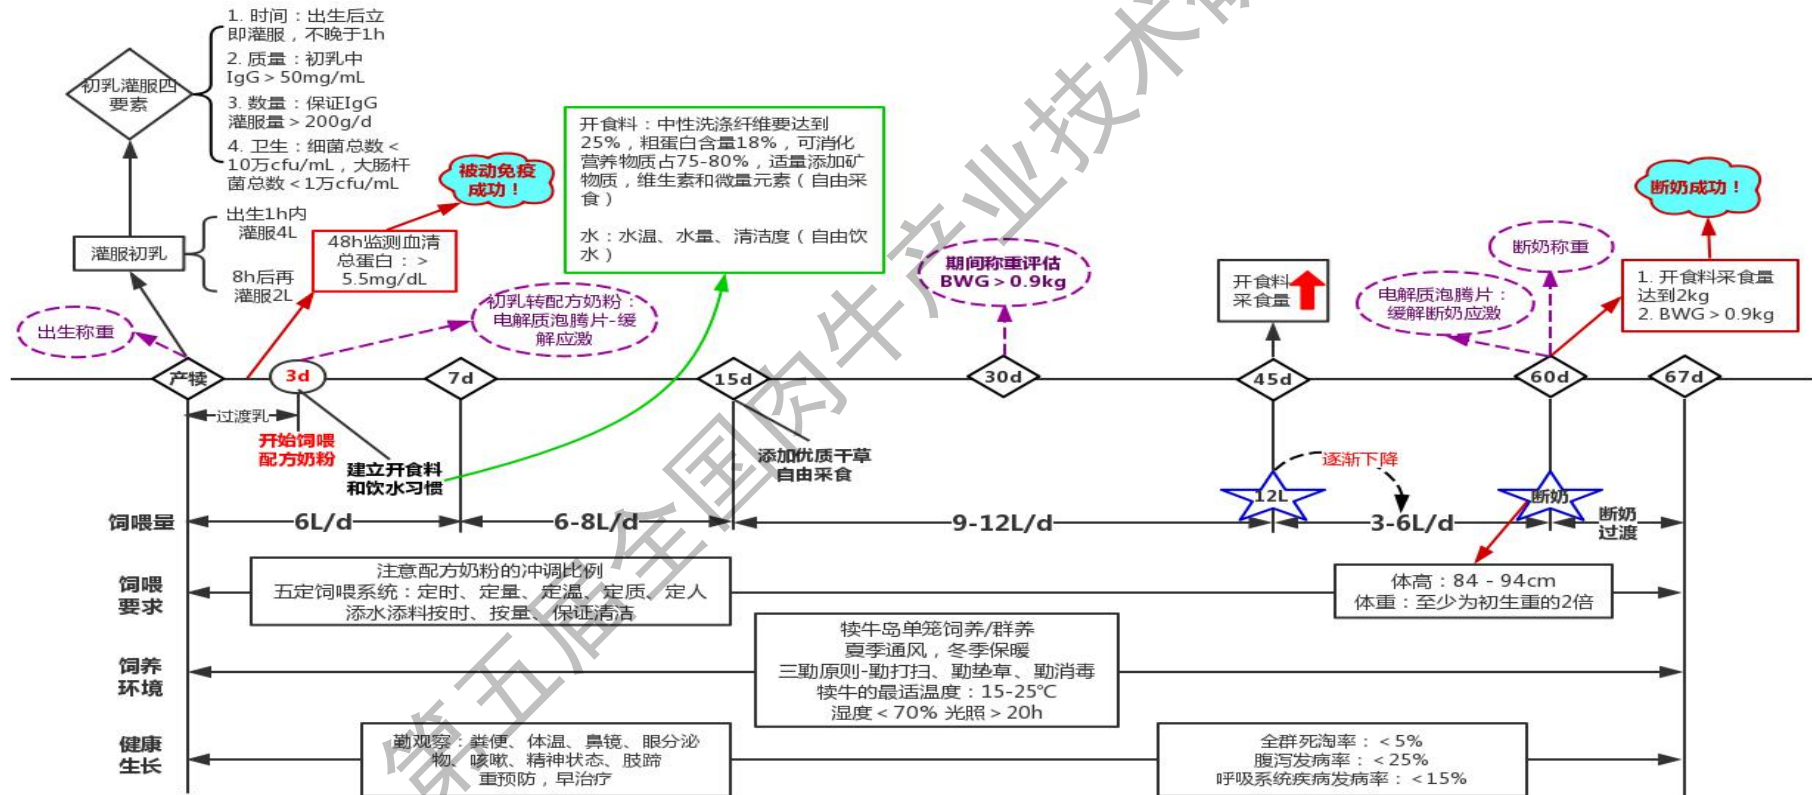 1. 时间：出生后立
即灌服，不晚于1h
2. 质量：初乳中
IgG > 50mg/mL
3. 数量：保证IgG
灌服量 > 200g/d
4. 卫生：细菌总数 <
10万cfu/mL，大肠杆
菌总数 < 1万cfu/mL
初乳灌服四
要素
灌服初乳
出生1h内
灌服4L
8h后再
灌服2L
出生称重
48h监测血清
总蛋白：>
5.5mg/dL
被动免疫
成功！
初乳转配方奶粉：
电解质泡腾片-缓
解应激
开食料：中性洗涤纤维要达到
25%，粗蛋白含量18%，可消化
营养物质占75-80%，适量添加矿
物质，维生素和微量元素（自由采
食）
水：水温、水量、清洁度（自由饮
水）
期间称重评估
BWG > 0.9kg
开食料
采食量
电解质泡腾片：
缓解断奶应激
断奶称重
断奶成功！
1. 开食料采食量
达到2kg
2. BWG > 0.9kg
产犊
3d
7d
15d
30d
45d
60d
67d
过渡乳
开始饲喂
配方奶粉
建立开食料
和饮水习惯
添加优质干草
自由采食
12L
逐渐下降
断奶
饲喂量
6L/d
6-8L/d
9-12L/d
3-6L/d
断奶
过渡
饲喂
要求
注意配方奶粉的冲调比例
五定饲喂系统：定时、定量、定温、定质、定人
添水添料按时、按量、保证清洁
体高：84 - 94cm
体重：至少为初生重的2倍
饲养
环境
犊牛岛单笼饲养/群养
夏季通风，冬季保暖
三勤原则-勤打扫、勤垫草、勤消毒
犊牛的最适温度：15-25℃
湿度 < 70% 光照 > 20h
健康
生长
勤观察：粪便、体温、鼻镜、眼分泌
物、咳嗽、精神状态、肢蹄
重预防，早治疗
全群死淘率：< 5%
腹泻发病率：< 25%
呼吸系统疾病发病率：< 15%
第五届全国肉牛产业技术